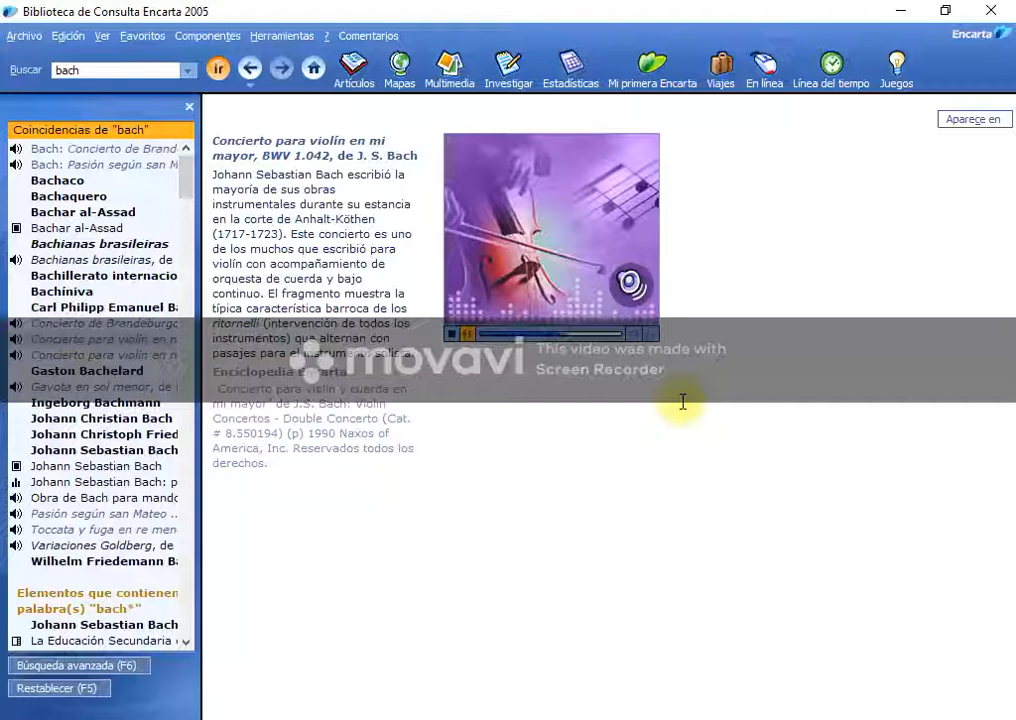 Biblioteca de Consulta Encarta 2005
Archivo Edición Ver Favoritos Componentes Herramientas ? Comentarios
Encarta
Buscar bach ir
Artículos Mapas Multimedia Investigar Estadísticas Mi primera Encarta Viajes En línea Línea del tiempo Juegos
Coincidencias de "bach"
Bach: Concierto de Brand
Bach: Pasión según san M
Bachaco
Bachaquero
Bachar al-Assad
Bachar al-Assad
Bachianas brasileiras
Bachianas brasileiras, de
Bachillerato internacio
Bachíniva
Carl Philipp Emanuel Ba
Concierto de Brandeburgo
Concierto para violín en n
Concierto para violín en n
Gaston Bachelard
Gavota en sol menor, de
Ingeborg Bachmann
Johann Christian Bach
Johann Christoph Fried
Johann Sebastian Bach
Johann Sebastian Bach
Johann Sebastian Bach: p
Obra de Bach para mando
Pasión según san Mateo ...
Toccata y fuga en re men
Variaciones Goldberg, de
Wilhelm Friedemann Ba
Elementos que contienen
palabra(s) "bach*"
Johann Sebastian Bach
La Educación Secundaria
Búsqueda avanzada (F6)
Restablecer (F5)
Aparece en
Concierto para violín en mi
mayor, BWV 1.042, de J. S. Bach
Johann Sebastian Bach escribió la
mayoría de sus obras
instrumentales durante su estancia
en la corte de Anhalt-Köthen
(1717-1723). Este concierto es uno
de los muchos que escribió para
violín con acompañamiento de
orquesta de cuerda y bajo
continuo. El fragmento muestra la
típica característica barroca de los
ritornelli (intervención de todos los
instrumentos) que alternan con
pasajes para el instrumento solista.
Enciclopedia Encarta
"Concierto para violín y cuerda en
mi mayor" de J.S. Bach: Violin
Concertos - Double Concerto (Cat.
# 8.550194) (p) 1990 Naxos of
America, Inc. Reservados todos los
derechos.
movavi
This video was made with
Screen Recorder